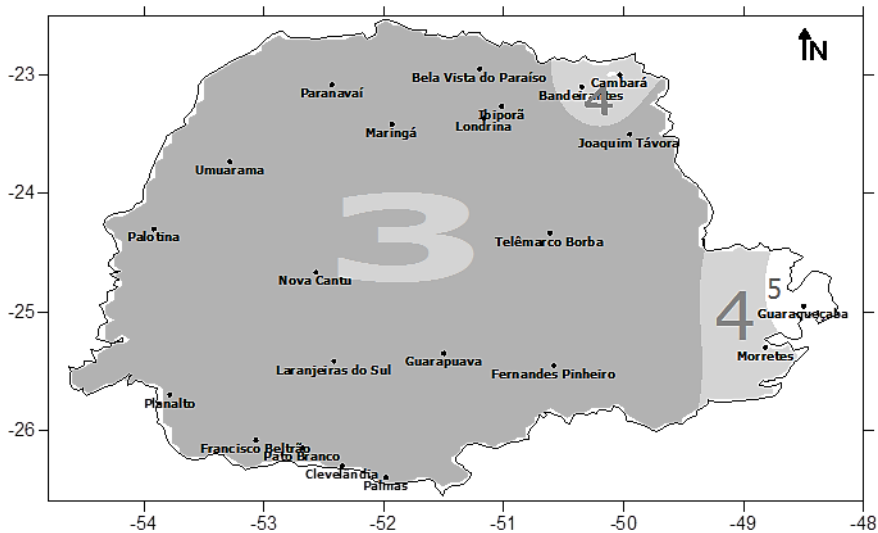 N
-23
Bela Vista do Paraíso
Cambará
Paranavaí
Bandeirantes
4
Ibiporã
Londrina
Maringá
Joaquim Távora
Umuarama
-24
3
Palotina
Telêmarco Borba
Nova Cantu
5
4
-25
Guaraqueçaba
Morretes
Guarapuava
Laranjeiras do Sul
Fernandes Pinheiro
Planalto
-26
Francisco Beltrão
Pato Branco
Clevelandia
Palmas
-54 -53 -52 -51 -50 -49 -48